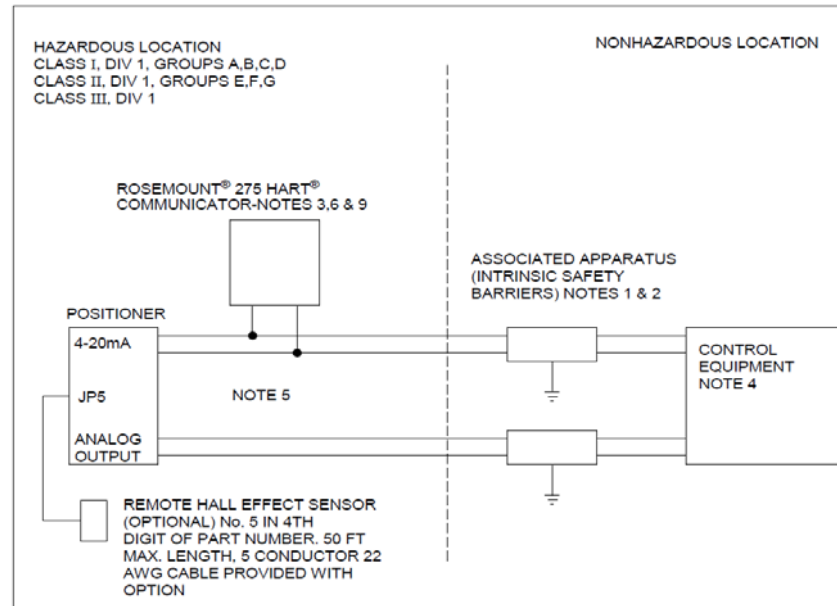 HAZARDOUS LOCATION
CLASS I, DIV 1, GROUPS A,B,C,D
CLASS II, DIV 1, GROUPS E,F,G
CLASS III, DIV 1
NONHAZARDOUS LOCATION
ROSEMOUNT® 275 HART®
COMMUNICATOR-NOTES 3,6 & 9
ASSOCIATED APPARATUS
(INTRINSIC SAFETY
BARRIERS) NOTES 1 & 2
POSITIONER
4-20mA
JP5
ANALOG
OUTPUT
NOTE 5
CONTROL
EQUIPMENT
NOTE 4
REMOTE HALL EFFECT SENSOR
(OPTIONAL) No. 5 IN 4TH
DIGIT OF PART NUMBER. 50 FT
MAX. LENGTH, 5 CONDUCTOR 22
AWG CABLE PROVIDED WITH
OPTION